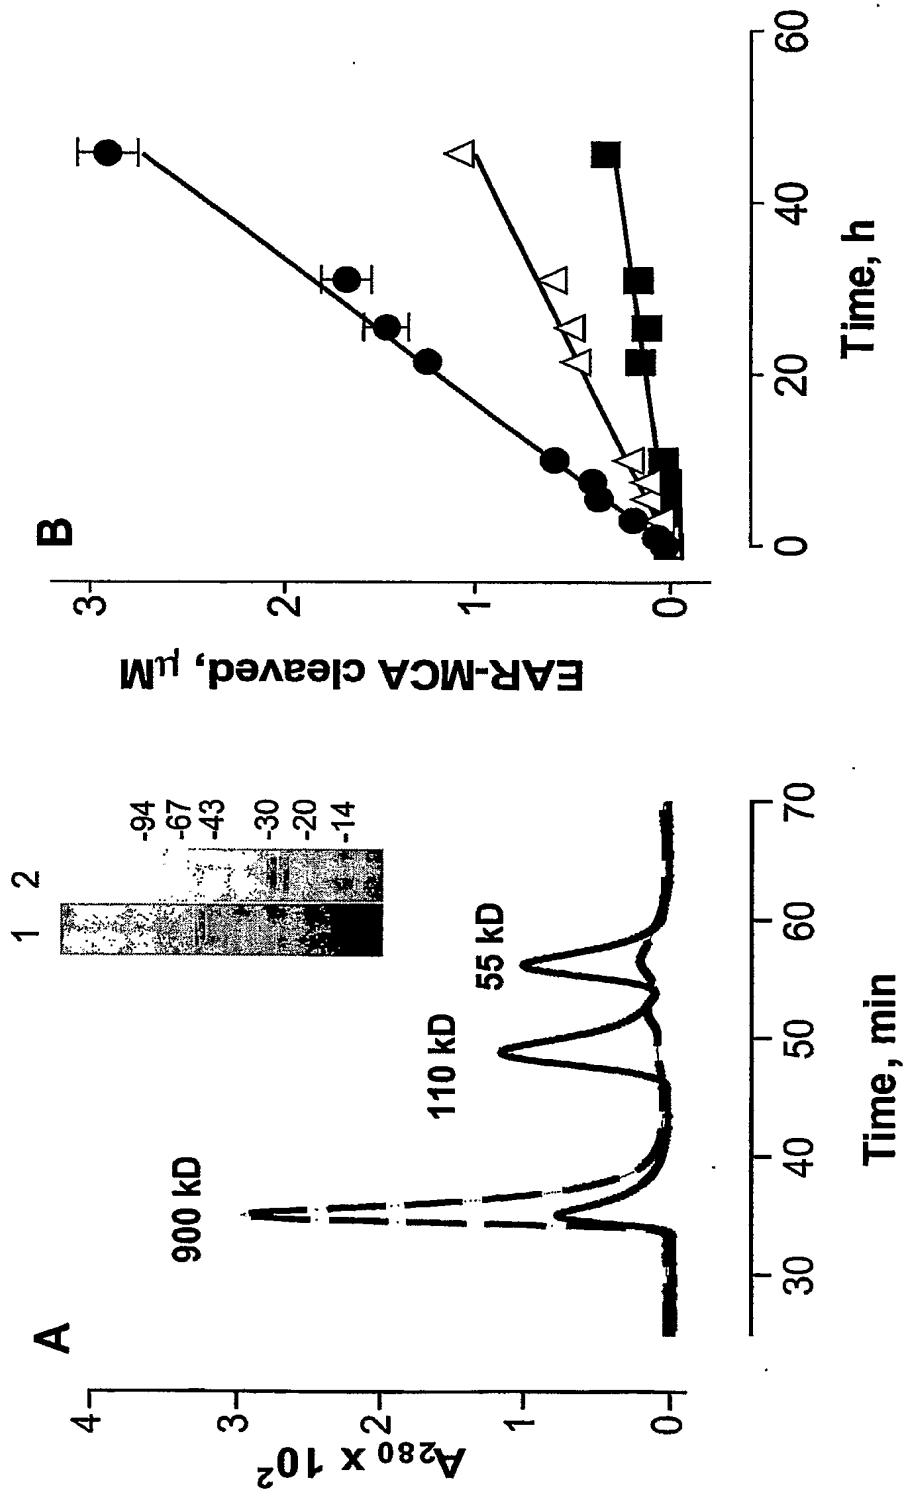 A
A₂₈₀ x 10²
4
3
2
1
0
900 kD
110 kD
55 kD
1 2
-94
-67
-43
-30
-20
-14
30 40 50 60 70
Time, min
B
EAR-MCA cleaved, μM
3
2
1
0
0 20 40 60
Time, h